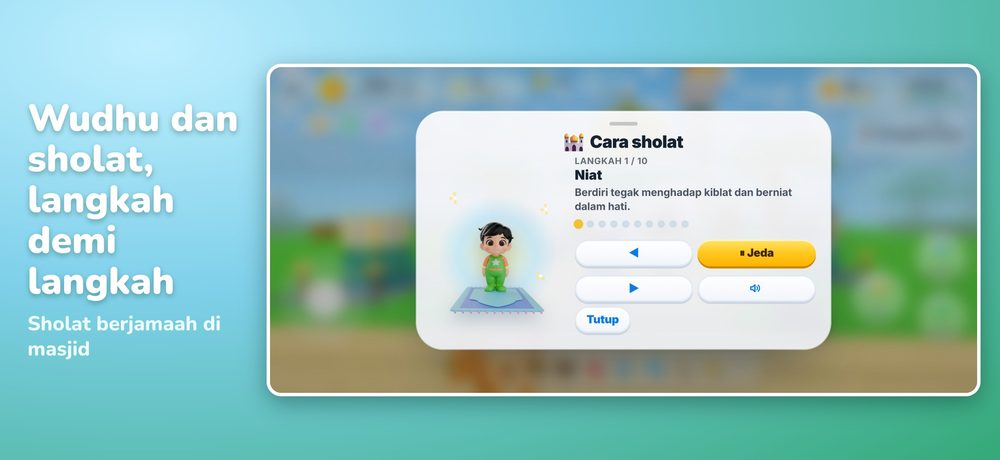 Wudhu dan
sholat,
langkah
demi
langkah
Sholat berjamaah di
masjid
Cara sholat
LANGKAH 1 / 10
Niat
Berdiri tegak menghadap kiblat dan berniat
dalam hati.
Jeda
Tutup